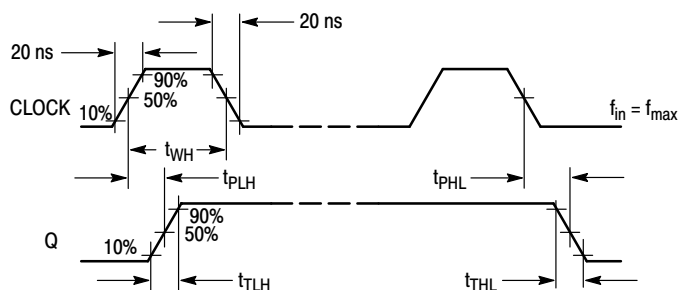 20 ns
20 ns
CLOCK
10%
90%
50%
f_in = f_max
t_WH
t_PLH
t_PHL
Q
10%
90%
50%
t_TLH
t_THL